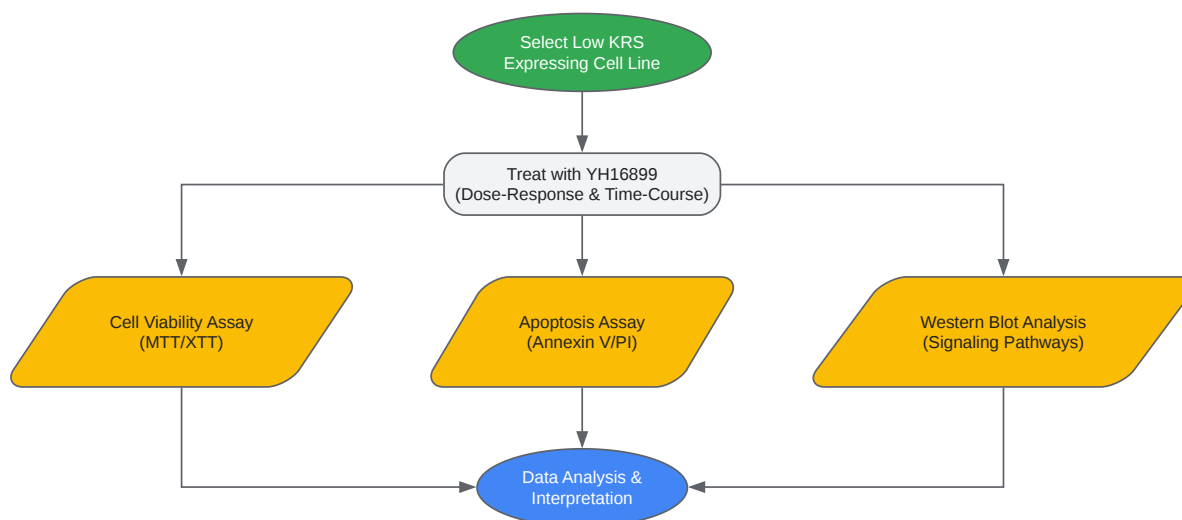 Select Low KRS
Expressing Cell Line
Treat with YH16899
(Dose-Response & Time-Course)
Cell Viability Assay
(MTT/XTT)
Apoptosis Assay
(Annexin V/PI)
Western Blot Analysis
(Signaling Pathways)
Data Analysis &
Interpretation